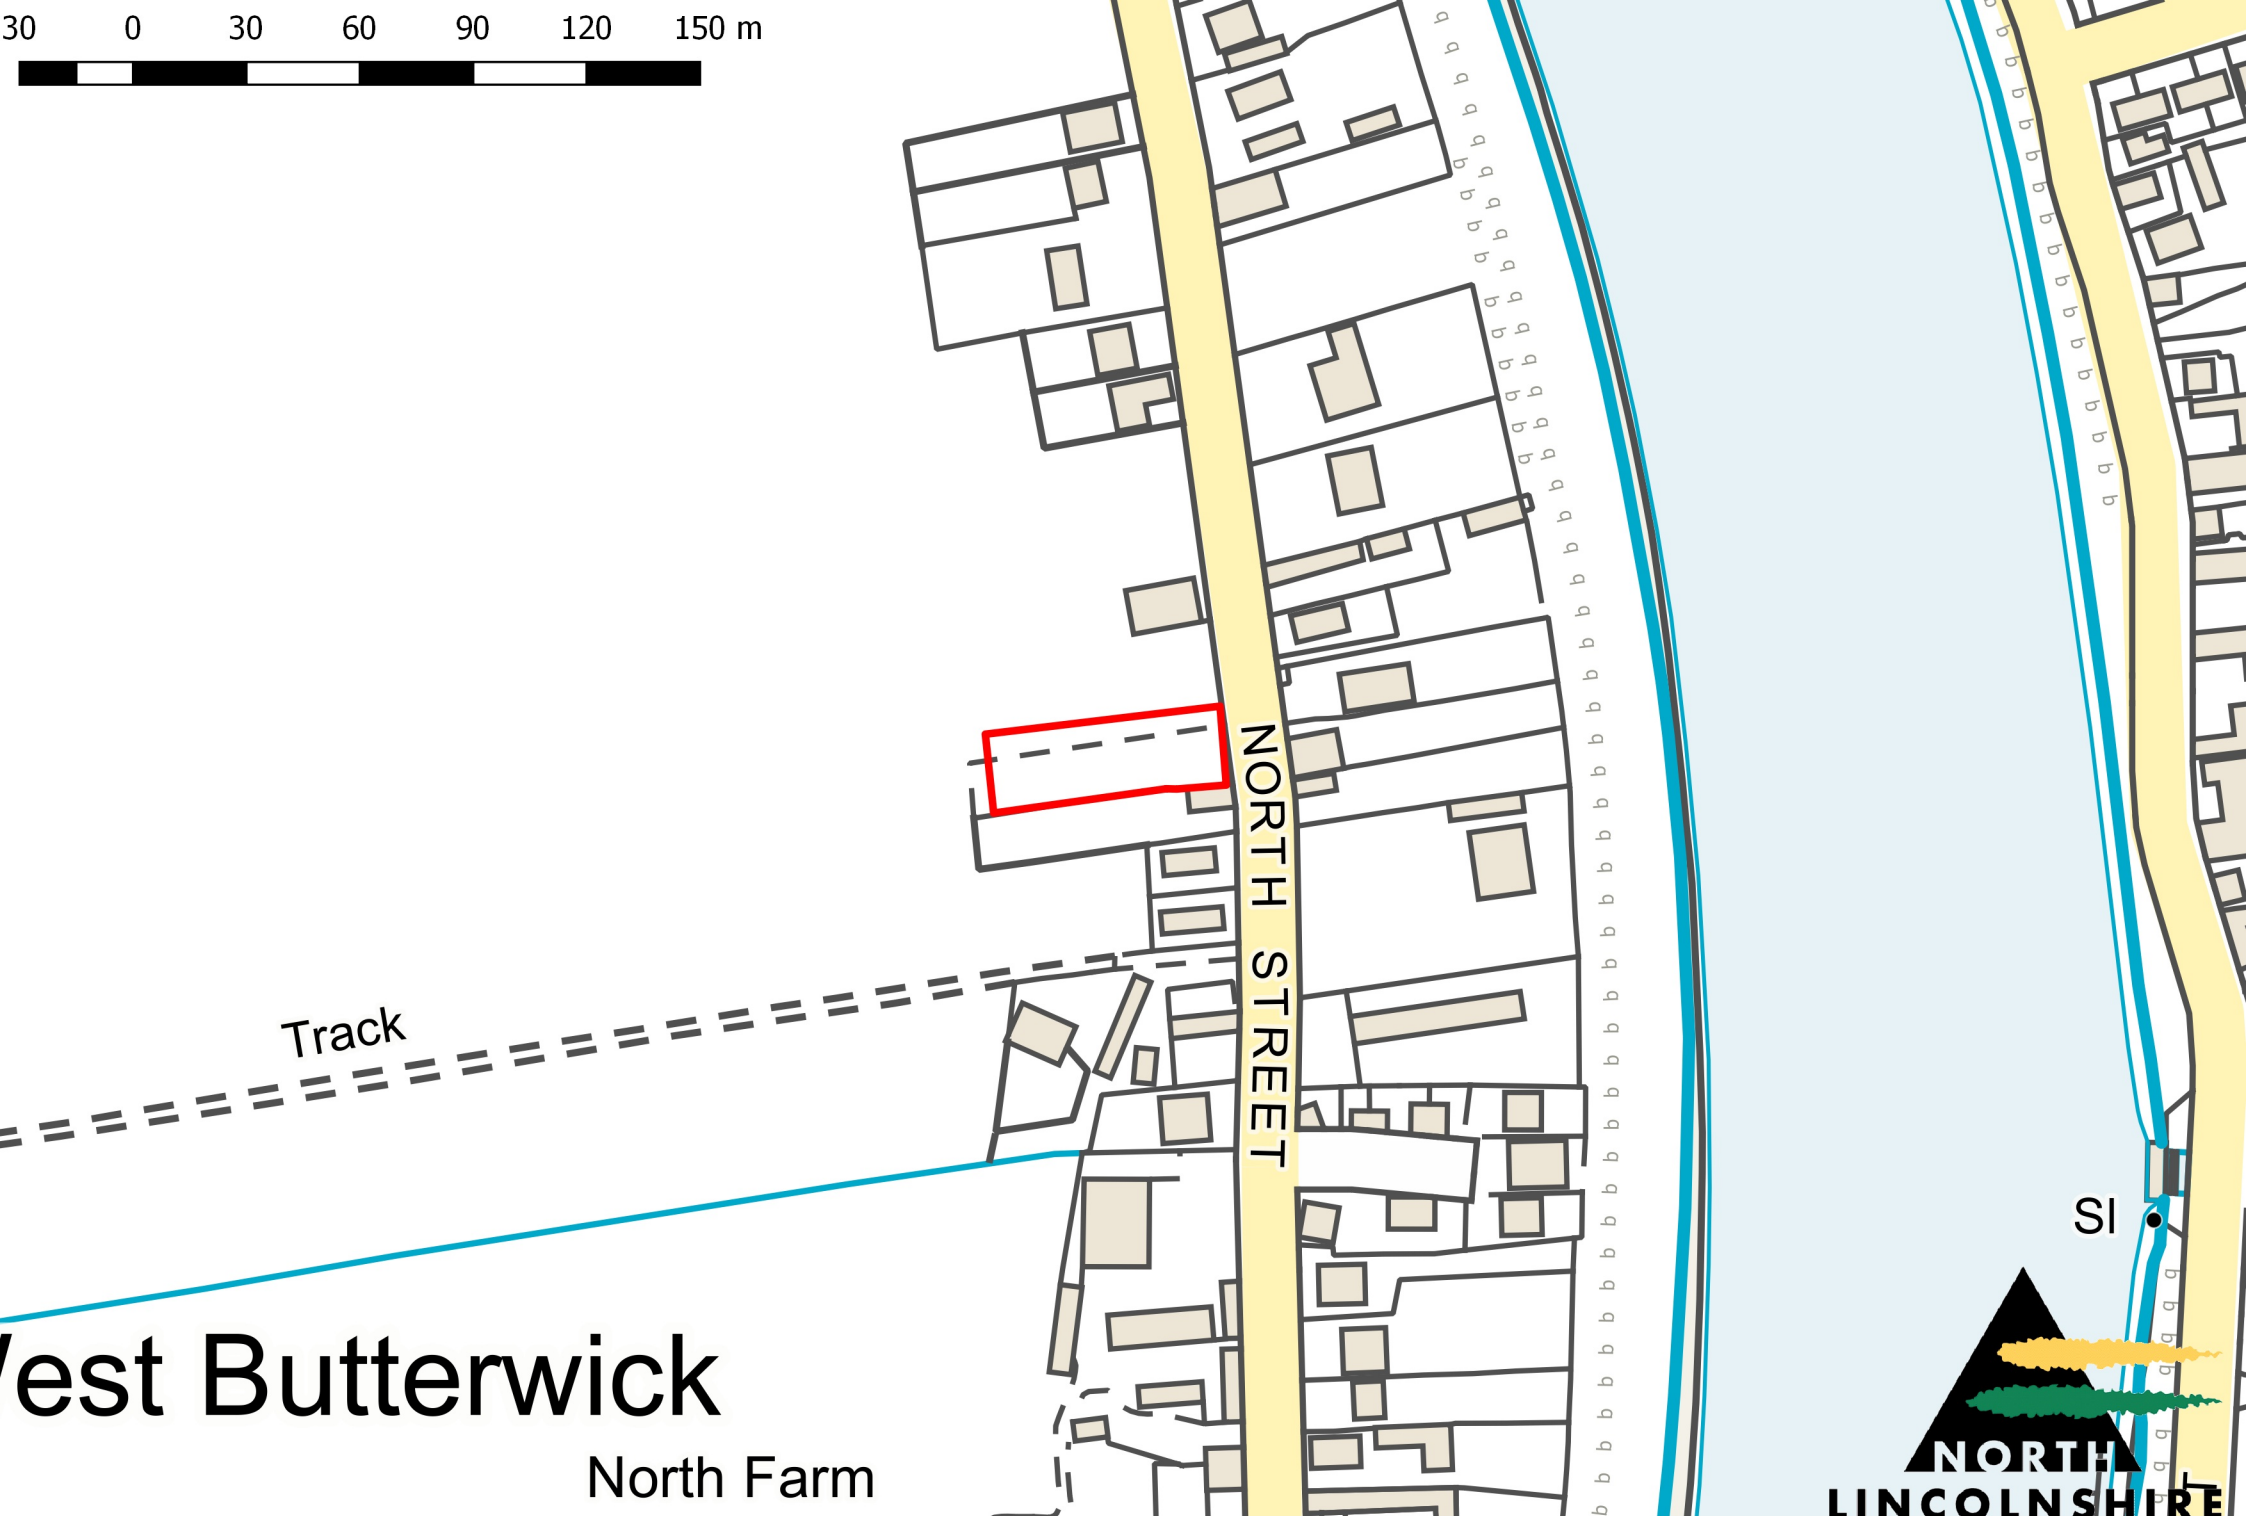 30 0 30 60 90 120 150 m
NORTH STREET
Track
SI
est Butterwick
North Farm
NORTH
LINCOLNSHIRE
T